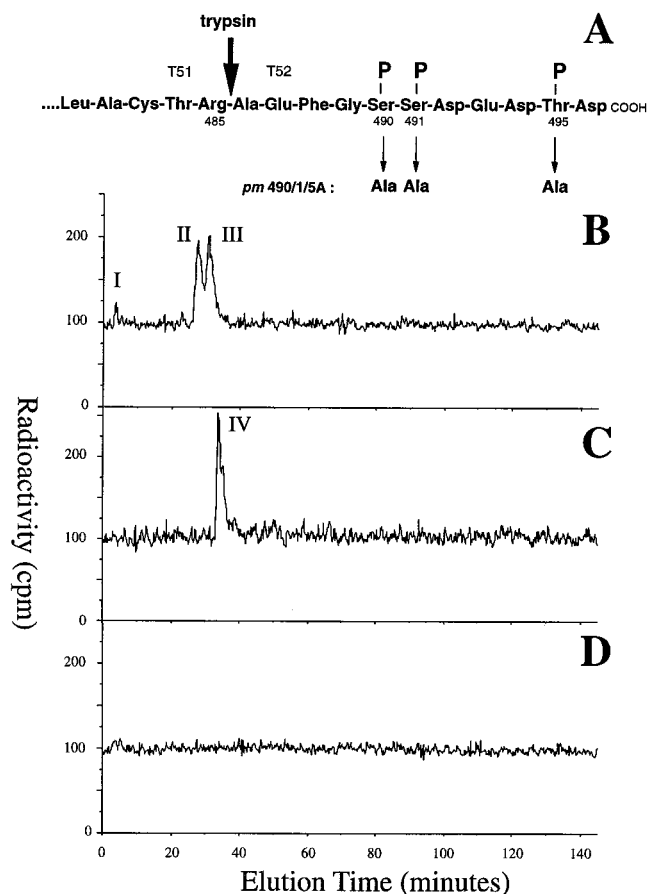 A
trypsin
T51 T52 P P P
....Leu-Ala-Cys-Thr-Arg-Ala-Glu-Phe-Gly-Ser-Ser-Asp-Glu-Asp-Thr-Asp COOH
485 490 491 495
pm 490/1/5A : Ala Ala Ala
B
200
100
0
I II III
C
200
100
0
IV
D
200
100
0
0 20 40 60 80 100 120 140
Radioactivity (cpm)
Elution Time (minutes)